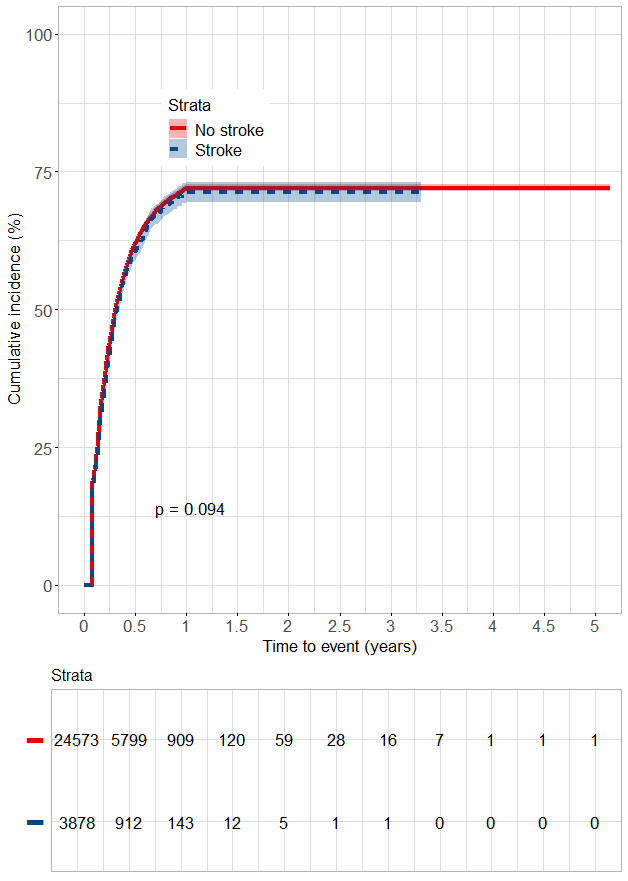 100
75
50
25
0
Cumulative incidence (%)
Strata
No stroke
Stroke
p = 0.094
0 0.5 1 1.5 2 2.5 3 3.5 4 4.5 5
Time to event (years)
Strata
24573 5799 909 120 59 28 16 7 1 1 1
3878 912 143 12 5 1 1 0 0 0 0